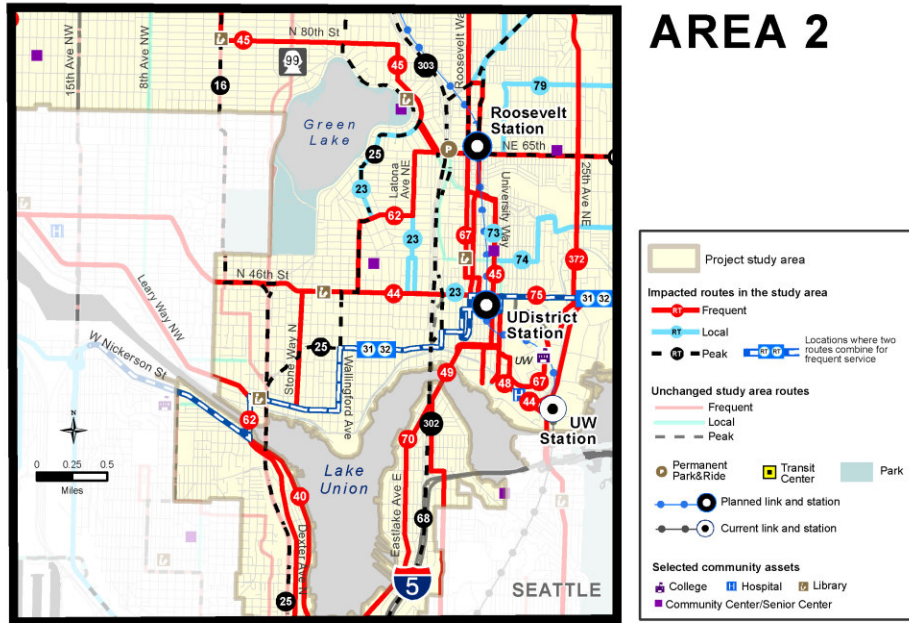 AREA 2
15th Ave NW
8th Ave NW
N 80th St
45
99
16
45
303
Roosevelt Wa
79
Roosevelt
Station
NE 65th
P
Green
Lake
25
23
Latona
Ave NE
62
23
67
University Way
73
74
45
25th Ave NE
372
Leary Way NW
N 46th St
44
23
75
31 32
UDistrict
Station
W Nickerson St
Stone Way N
25
Wallingford Ave
31 32
49
UW
48
67
44
UW
Station
62
302
70
N
0 0.25 0.5
Miles
Lake
Union
40
Dexter Ave N
Eastlake Ave E
68
5
25
SEATTLE
Project study area
Impacted routes in the study area
RT Frequent
RT Local
RT Peak
RT RT
Locations where two
routes combine for
frequent service
Unchanged study area routes
Frequent
Local
Peak
P Permanent
Park&Ride
Transit
Center
Park
Planned link and station
Current link and station
Selected community assets
College
H Hospital
Library
Community Center/Senior Center